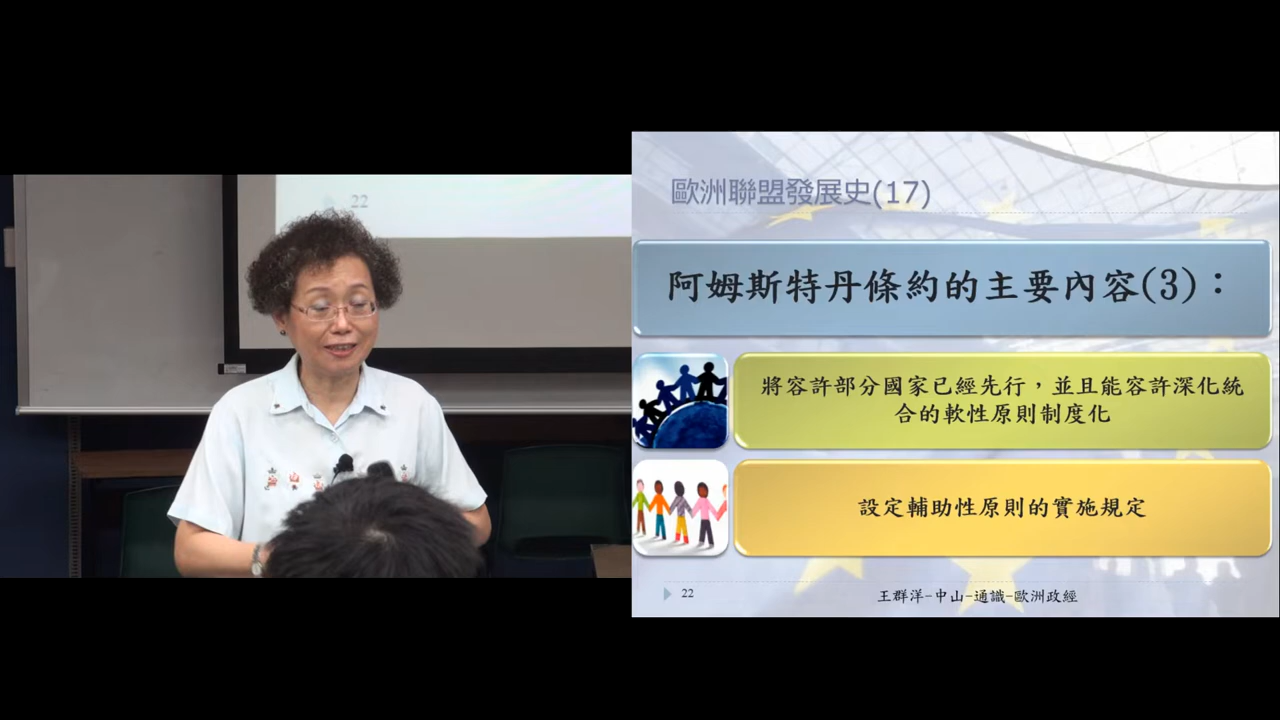 22
山
歐洲聯盟發展史(17)
阿姆斯特丹條約的主要內容(3)：
將容許部分國家已經先行，並且能容許深化統
合的軟性原則制度化
設定輔助性原則的實施規定
22
王群洋-中山-通識-歐洲政經